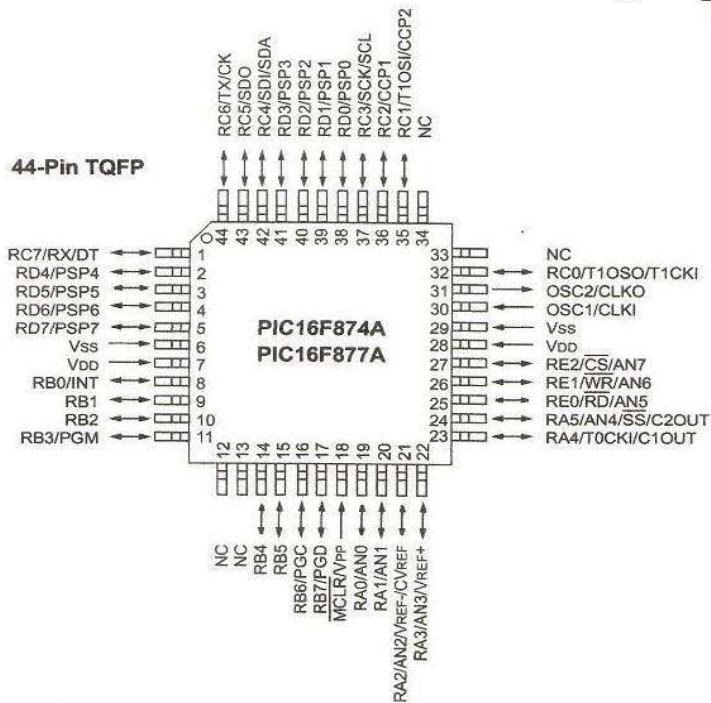 44-Pin TQFP
RC6/TX/CK
RC5/SDO
RC4/SDI/SDA
RD3/PSP3
RD2/PSP2
RD1/PSP1
RD0/PSP0
RC3/SCK/SCL
RC2/CCP1
RC1/T1OSI/CCP2
NC
44
43
42
41
40
39
38
37
36
35
34
RC7/RX/DT 1
RD4/PSP4 2
RD5/PSP5 3
RD6/PSP6 4
RD7/PSP7 5
VSS 6
VDD 7
RB0/INT 8
RB1 9
RB2 10
RB3/PGM 11
PIC16F874A
PIC16F877A
33 NC
32 RC0/T1OSO/T1CKI
31 OSC2/CLKO
30 OSC1/CLKI
29 VSS
28 VDD
27 RE2/C̅S̅/AN7
26 RE1/W̅R̅/AN6
25 RE0/R̅D̅/AN5
24 RA5/AN4/S̅S̅/C2OUT
23 RA4/T0CKI/C1OUT
12
13
14
15
16
17
18
19
20
21
22
NC
NC
RB4
RB5
RB6/PGC
RB7/PGD
M̅C̅L̅R̅/VPP
RA0/AN0
RA1/AN1
RA2/AN2/VREF-/CVREF
RA3/AN3/VREF+